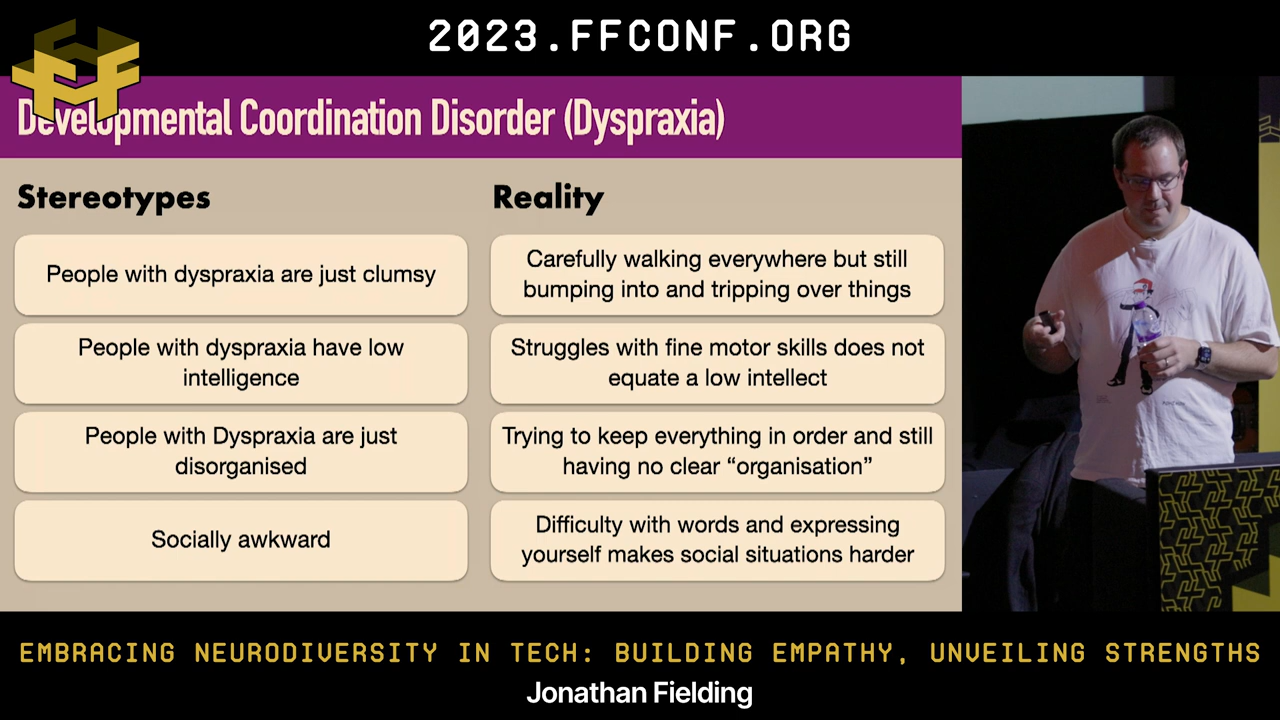 2023.FFCONF.ORG
Developmental Coordination Disorder (Dyspraxia)
Stereotypes
Reality
People with dyspraxia are just clumsy
Carefully walking everywhere but still
bumping into and tripping over things
People with dyspraxia have low
intelligence
Struggles with fine motor skills does not
equate a low intellect
People with Dyspraxia are just
disorganised
Trying to keep everything in order and still
having no clear “organisation”
Socially awkward
Difficulty with words and expressing
yourself makes social situations harder
EMBRACING NEURODIVERSITY IN TECH: BUILDING EMPATHY, UNVEILING STRENGTHS
Jonathan Fielding